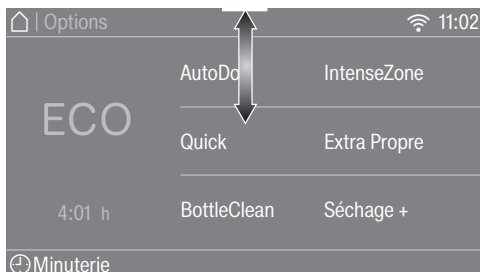 | Options 11:02
AutoDo IntenseZone
ECO
Quick Extra Propre
4:01 h BottleClean Séchage +
Minuterie